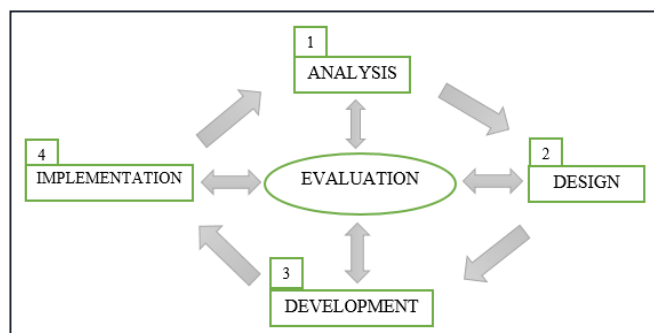 1
ANALYSIS
4
IMPLEMENTATION
EVALUATION
2
DESIGN
3
DEVELOPMENT